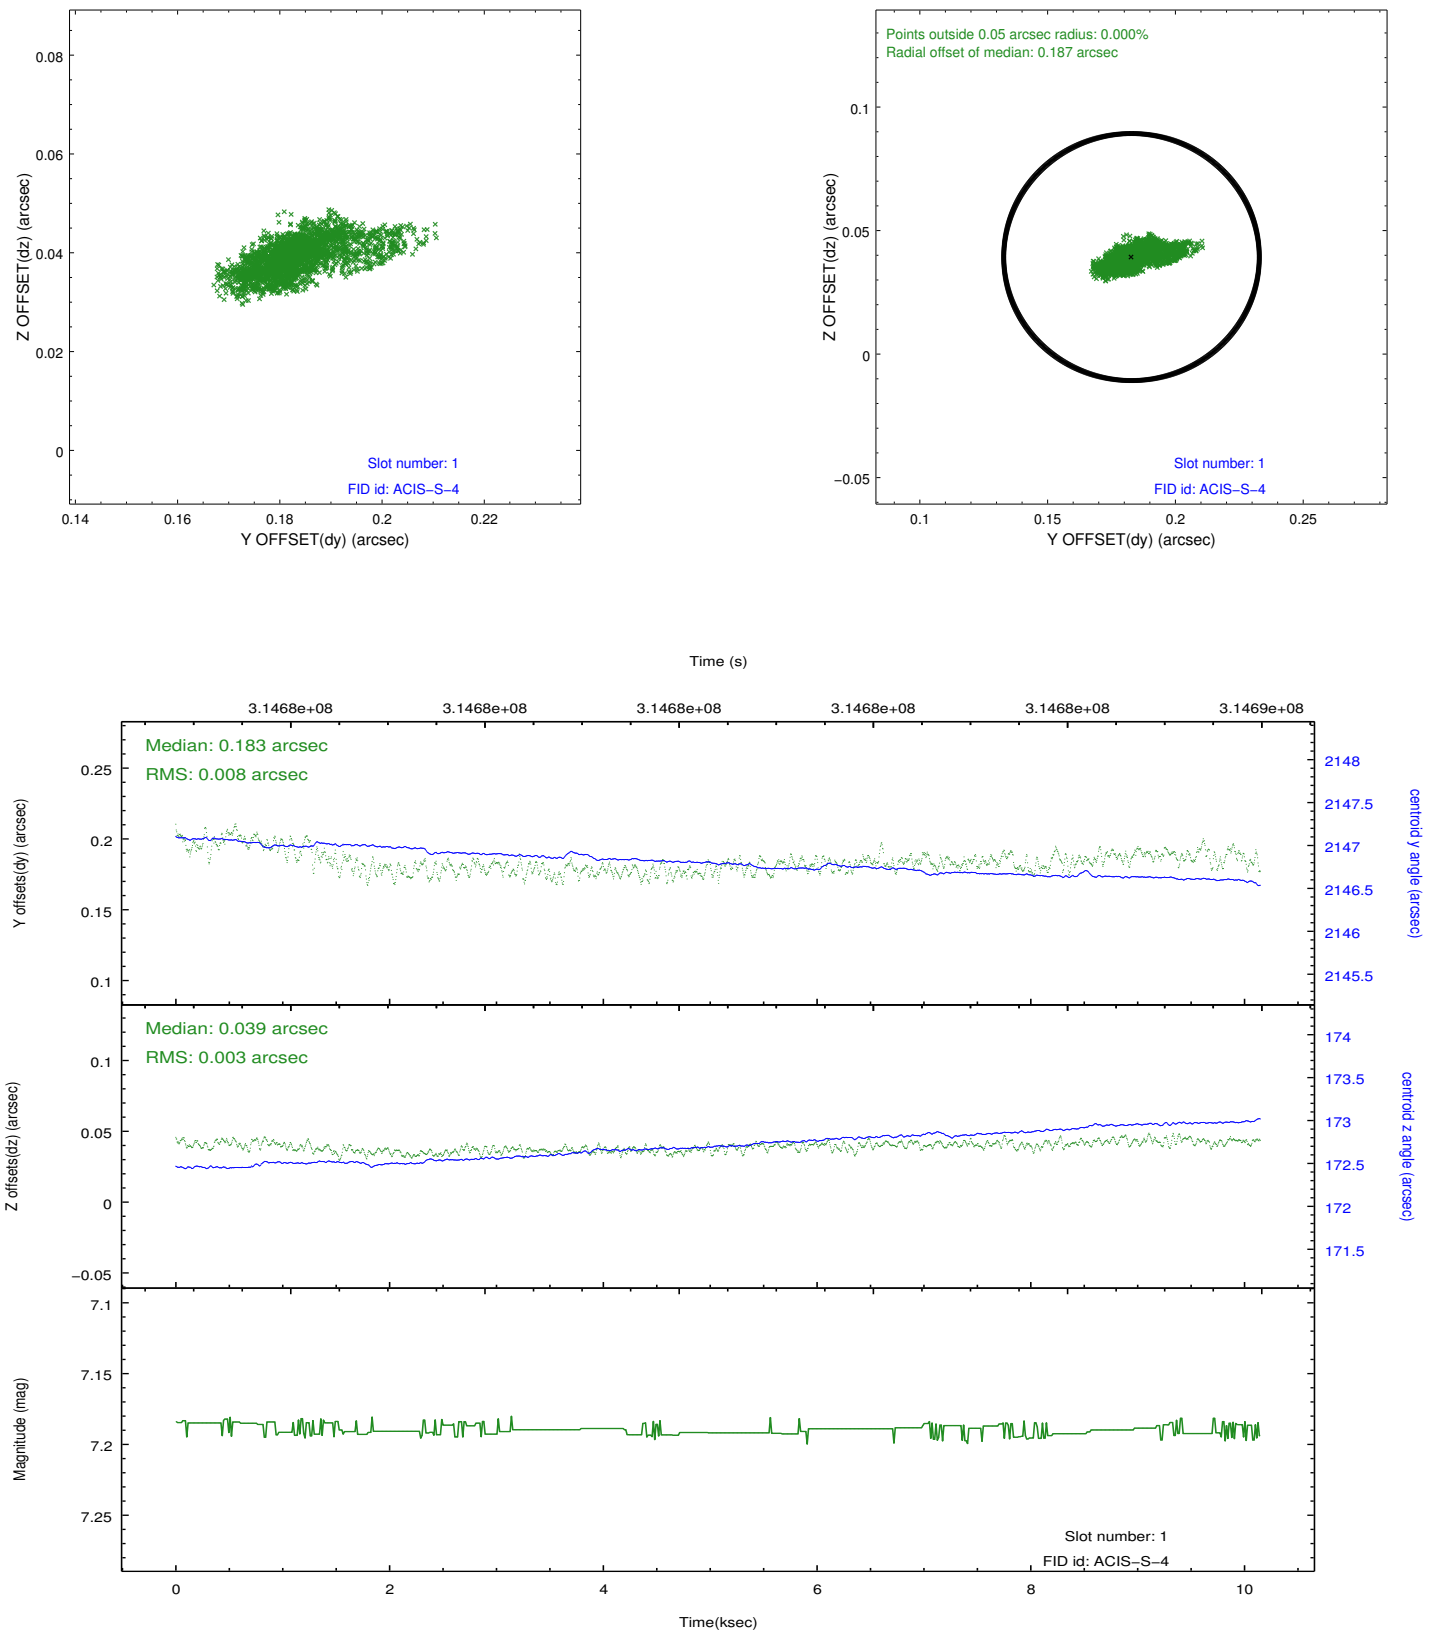 0.08
0.06
0.04
0.02
0
Z OFFSET(dz) (arcsec)
Slot number: 1
FID id: ACIS−S−4
0.14 0.16 0.18 0.2 0.22
Y OFFSET(dy) (arcsec)
Points outside 0.05 arcsec radius: 0.000%
Radial offset of median: 0.187 arcsec
0.1
0.05
0
−0.05
Z OFFSET(dz) (arcsec)
Slot number: 1
FID id: ACIS−S−4
0.1 0.15 0.2 0.25
Y OFFSET(dy) (arcsec)
Time (s)
3.1468e+08 3.1468e+08 3.1468e+08 3.1468e+08 3.1468e+08 3.1469e+08
Median: 0.183 arcsec
RMS: 0.008 arcsec
0.25
0.2
0.15
0.1
Y offsets(dy) (arcsec)
2148
2147.5
2147
2146.5
2146
2145.5
centroid y angle (arcsec)
Median: 0.039 arcsec
RMS: 0.003 arcsec
0.1
0.05
0
−0.05
Z offsets(dz) (arcsec)
174
173.5
173
172.5
172
171.5
centroid z angle (arcsec)
7.1
7.15
7.2
7.25
Magnitude (mag)
Slot number: 1
FID id: ACIS−S−4
0 2 4 6 8 10
Time(ksec)